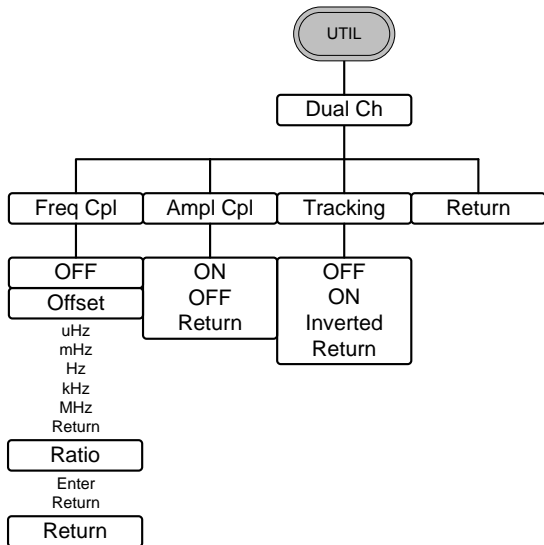 UTIL
Dual Ch
Freq Cpl
Ampl Cpl
Tracking
Return
OFF
Offset
uHz
mHz
Hz
kHz
MHz
Return
Ratio
Enter
Return
Return
ON
OFF
Return
OFF
ON
Inverted
Return